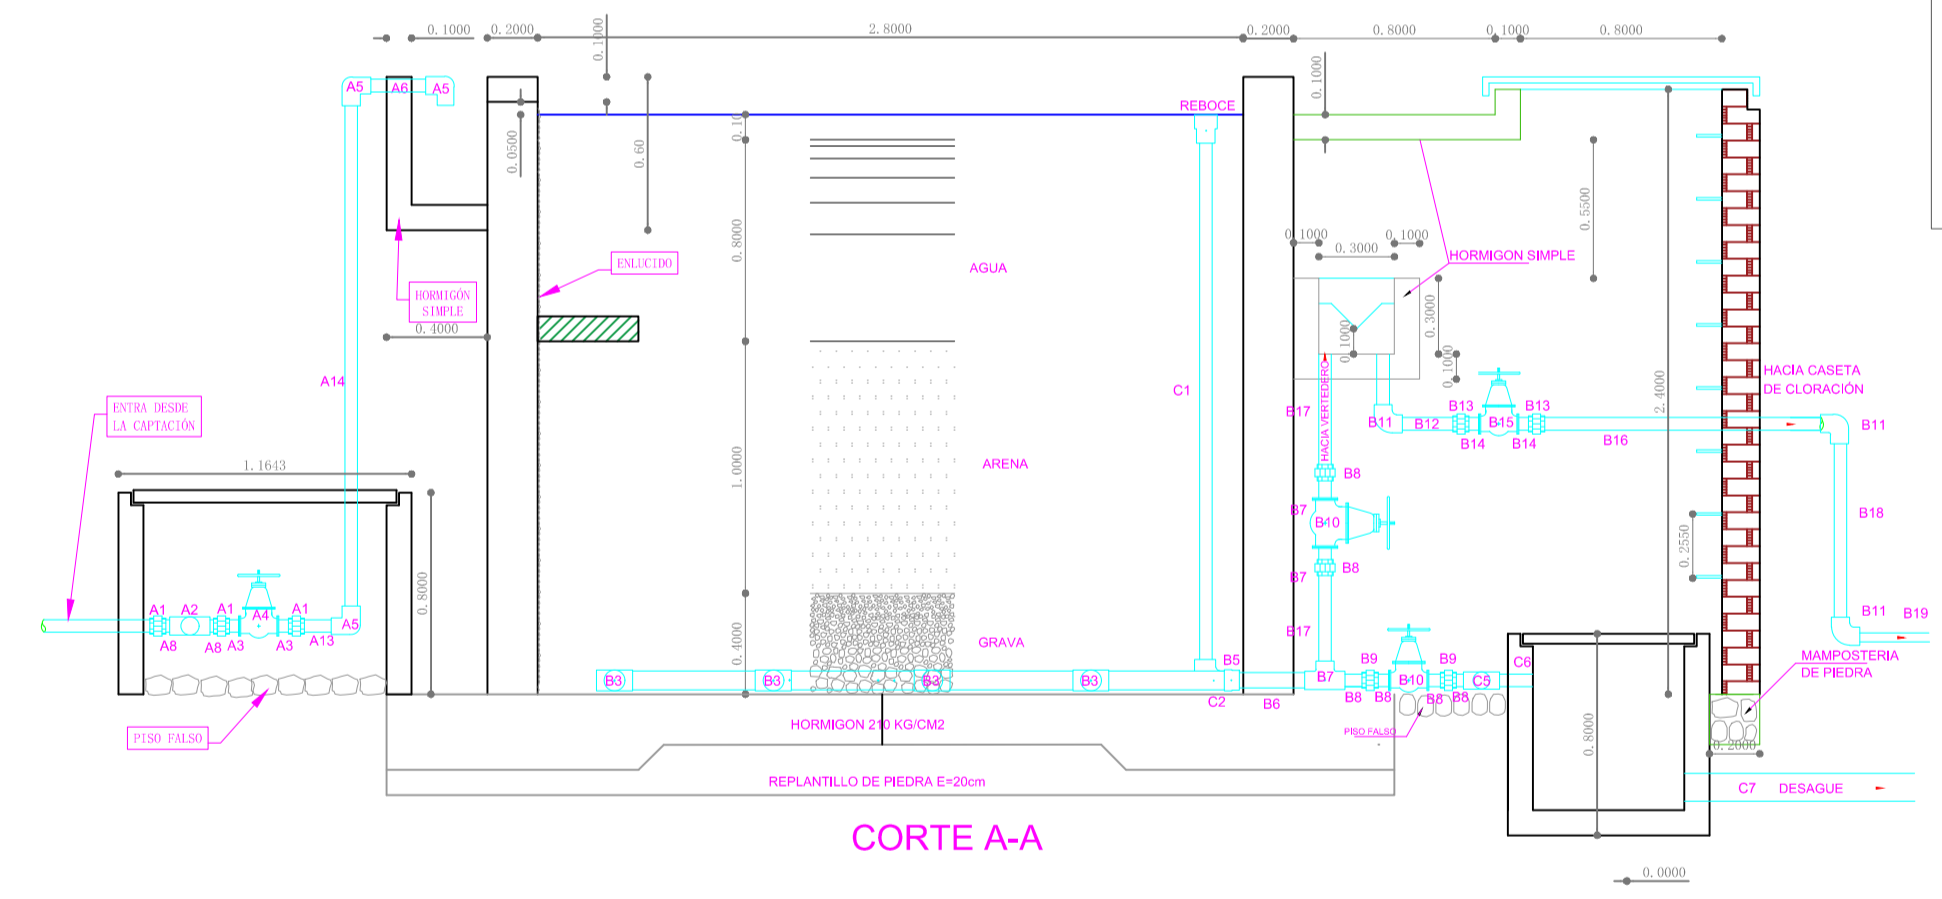 0.1000
0.2000
0.1000
2.8000
0.2000
0.8000
0.1000
0.8000
A5
A6
A5
0.0500
0.60
0.10
0.8000
REBOCE
0.1000
0.5500
ENLUCIDO
AGUA
0.1000
0.3000
0.1000
HORMIGON SIMPLE
HORMIGÓN
SIMPLE
0.4000
0.1000
0.3000
0.1000
A14
C1
HACIA CASETA
DE CLORACIÓN
2.4000
ENTRA DESDE
LA CAPTACIÓN
B17
HACIA VERTEDERO
B11
B12
B13
B15
B13
B14
B14
B16
B11
1.1643
1.0000
ARENA
B8
B7
B10
B18
0.2550
B7
B8
0.8000
A1
A2
A1
A4
A1
A5
A8
A8
A3
A3
A13
0.4000
GRAVA
B17
B11
B19
B3
B3
B3
B3
B5
C2
B6
B7
B9
B10
B9
C5
C6
B8
B8
B8
B8
MAMPOSTERIA
DE PIEDRA
PISO FALSO
HORMIGON 210 KG/CM2
PISO FALSO
0.8000
0.2000
REPLANTILLO DE PIEDRA E=20cm
C7
DESAGUE
CORTE A-A
0.0000